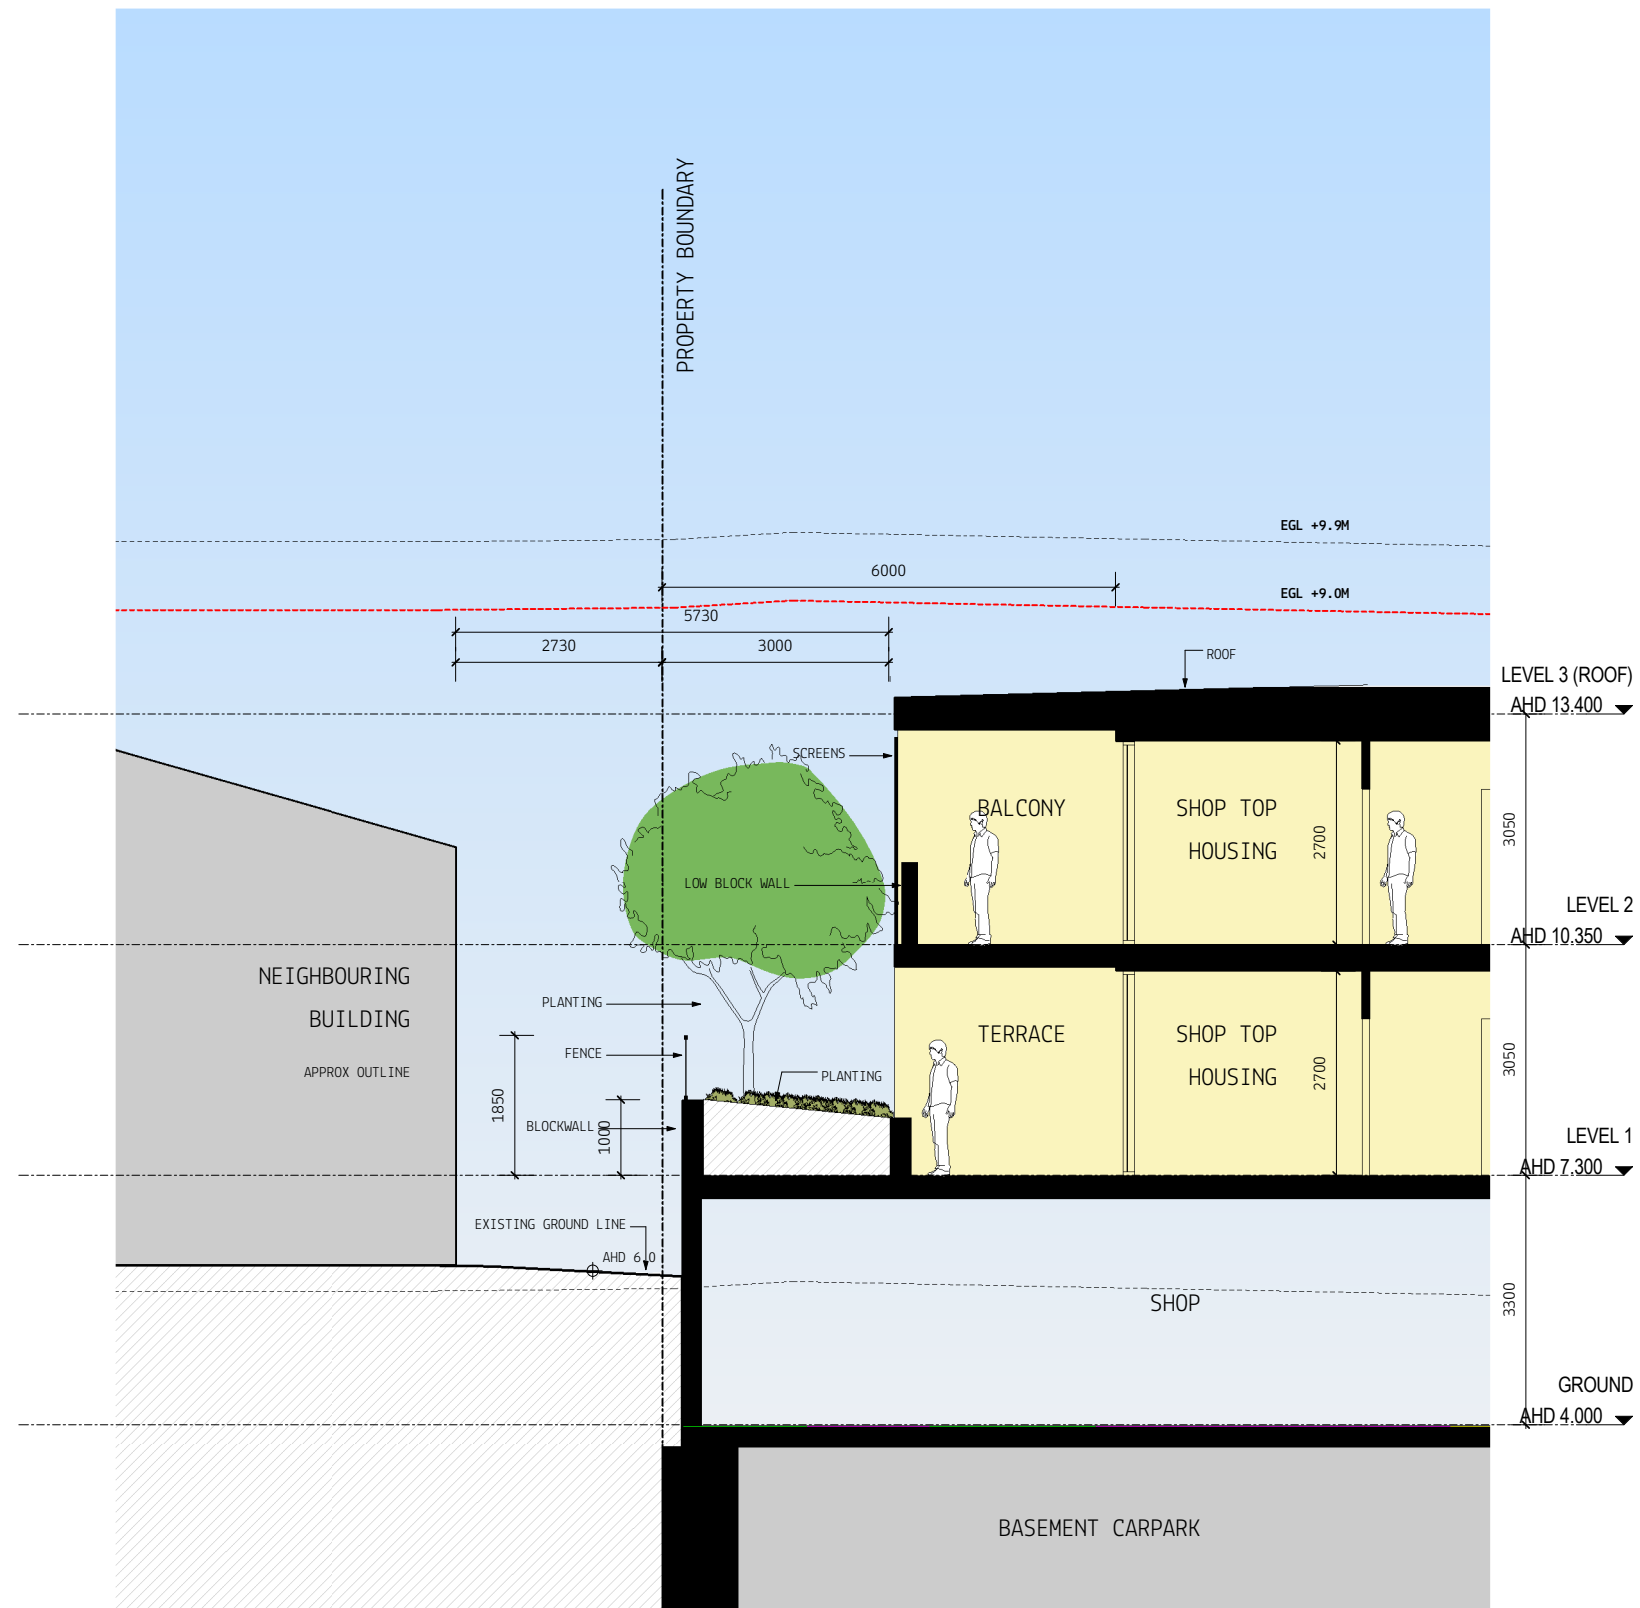 PROPERTY BOUNDARY
EGL +9.9M
6000
EGL +9.0M
5730
2730
3000
ROOF
LEVEL 3 (ROOF)
AHD 13.400
SCREENS
BALCONY
SHOP TOP
HOUSING
2700
3050
LOW BLOCK WALL
LEVEL 2
AHD 10.350
NEIGHBOURING
BUILDING
APPROX OUTLINE
PLANTING
FENCE
PLANTING
TERRACE
SHOP TOP
HOUSING
2700
3050
1850
BLOCKWALL
1000
LEVEL 1
AHD 7.300
EXISTING GROUND LINE
AHD 6.0
SHOP
3300
GROUND
AHD 4.000
BASEMENT CARPARK